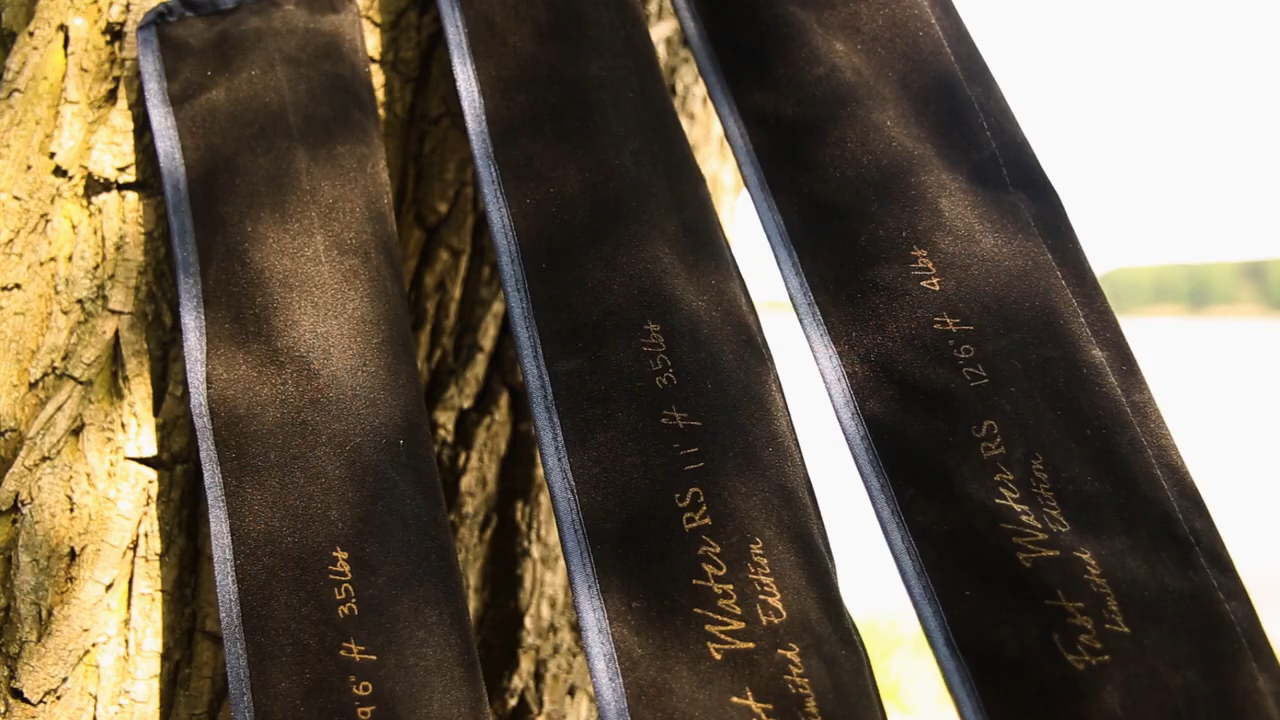 9'6" ft 3.5lbs
Water RS 11' ft 3.5lbs
Limited Edition
Fast Water RS 12'6" ft 4lbs
Limited Edition